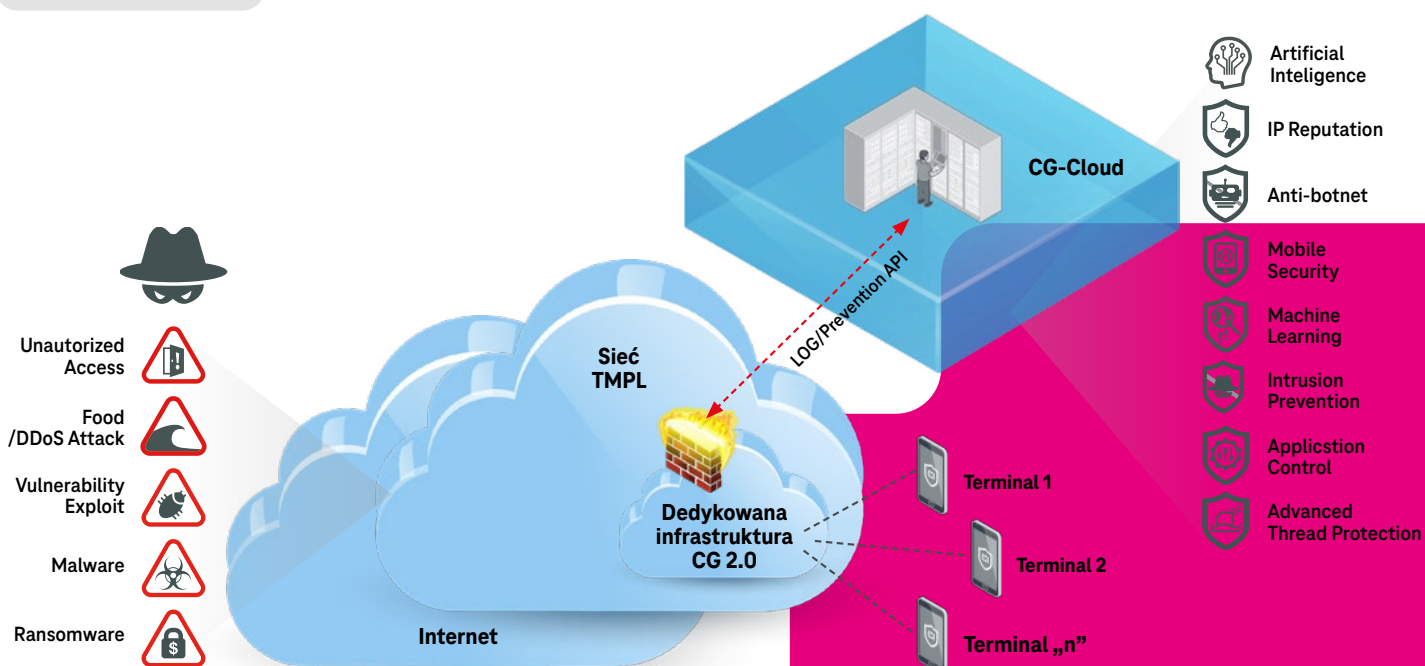 Artificial
Inteligence
IP Reputation
CG-Cloud
Anti-botnet
Mobile
Security
LOG/Prevention API
Machine
Learning
Unautorized
Access
Sieć
TMPL
Intrusion
Prevention
Food
/DDoS Attack
Applicstion
Control
Vulnerability
Exploit
Terminal 1
Dedykowana
infrastruktura
CG 2.0
Advanced
Thread Protection
Malware
Terminal 2
Ransomware
Internet
Terminal „n”